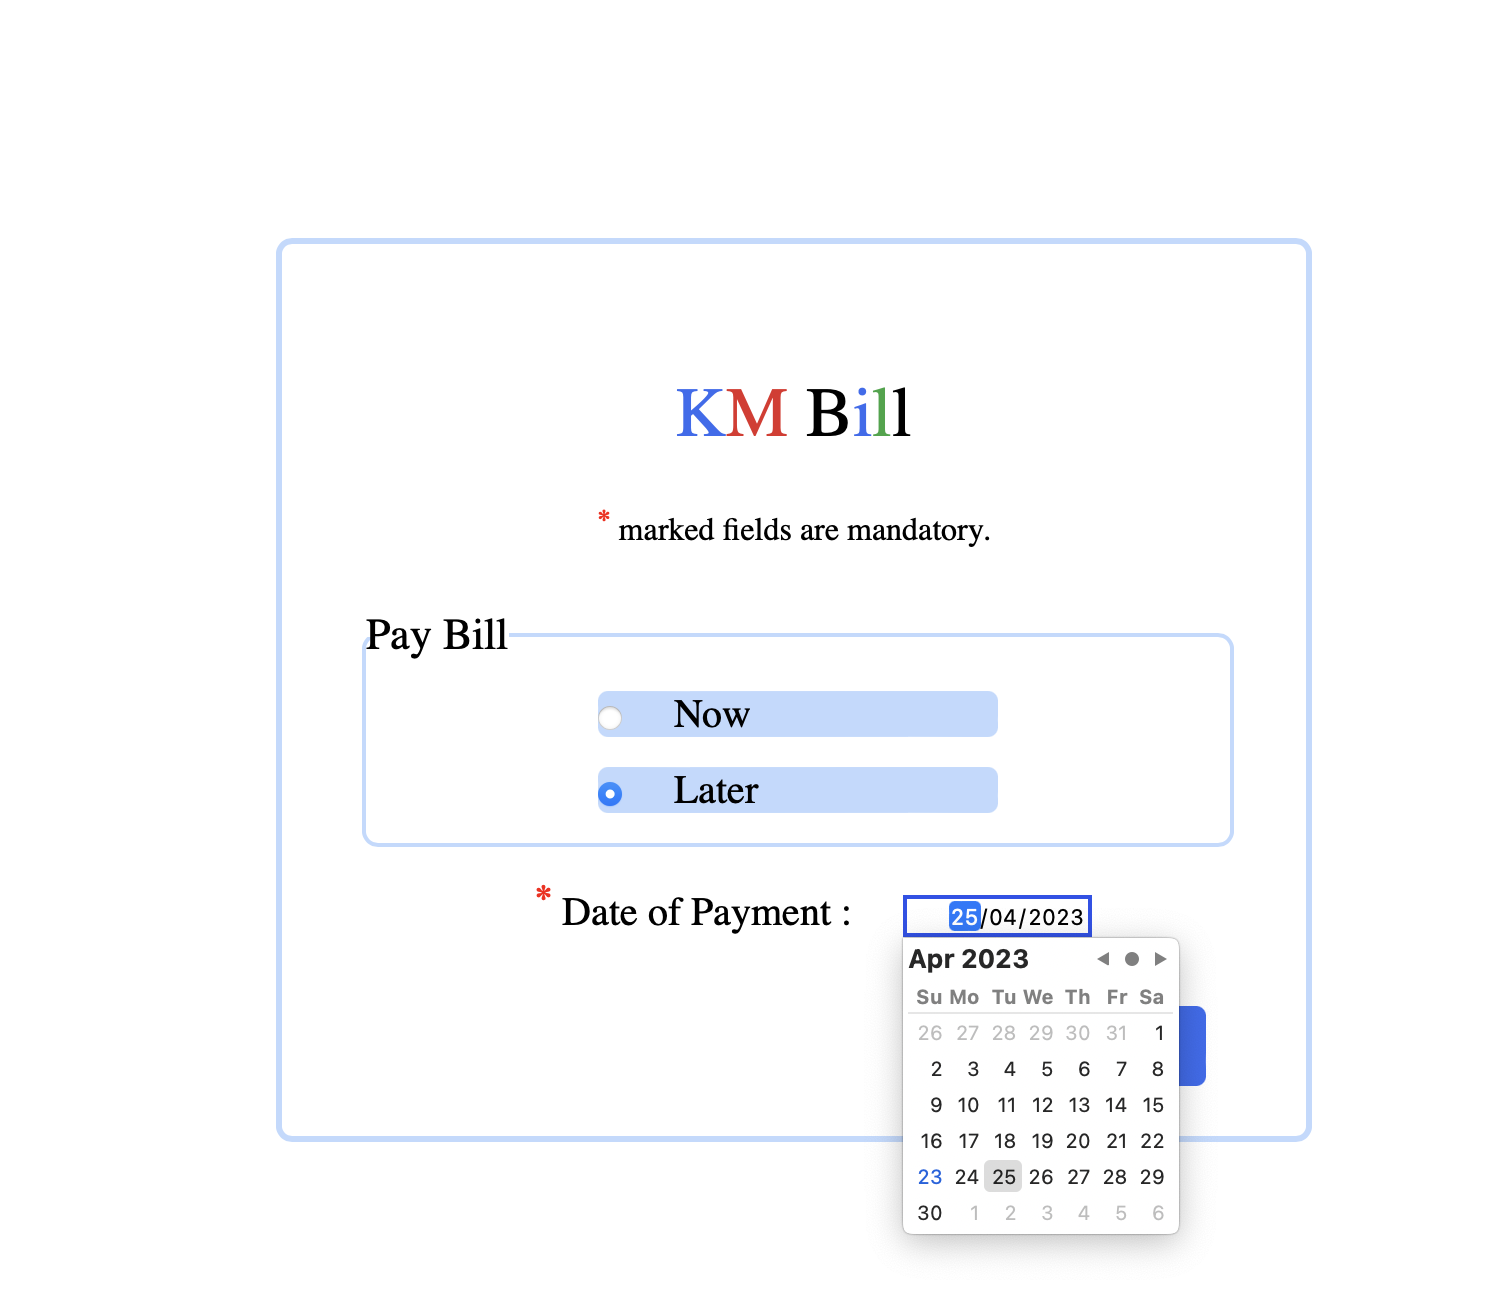 KM Bill
* marked fields are mandatory.
Pay Bill
Now
Later
* Date of Payment : 25/04/2023
Apr 2023
Su Mo Tu We Th Fr Sa
26 27 28 29 30 31 1
2 3 4 5 6 7 8
9 10 11 12 13 14 15
16 17 18 19 20 21 22
23 24 25 26 27 28 29
30 1 2 3 4 5 6